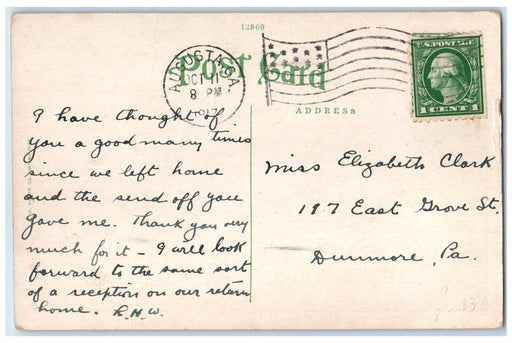 12860
Post Card
AUGUSTA, GA.
OCT 11
8 PM
1917
U.S. POSTAGE
1 CENT 1
ADDRESS
I have thought of
you a good many times
since we left home
and the send off you
gave me. Thank you very
much for it - I will look
forward to the same sort
of a reception on our return
home. R.H.W.
Miss Elizabeth Clark
197 East Grove St.
Dunmore, Pa.